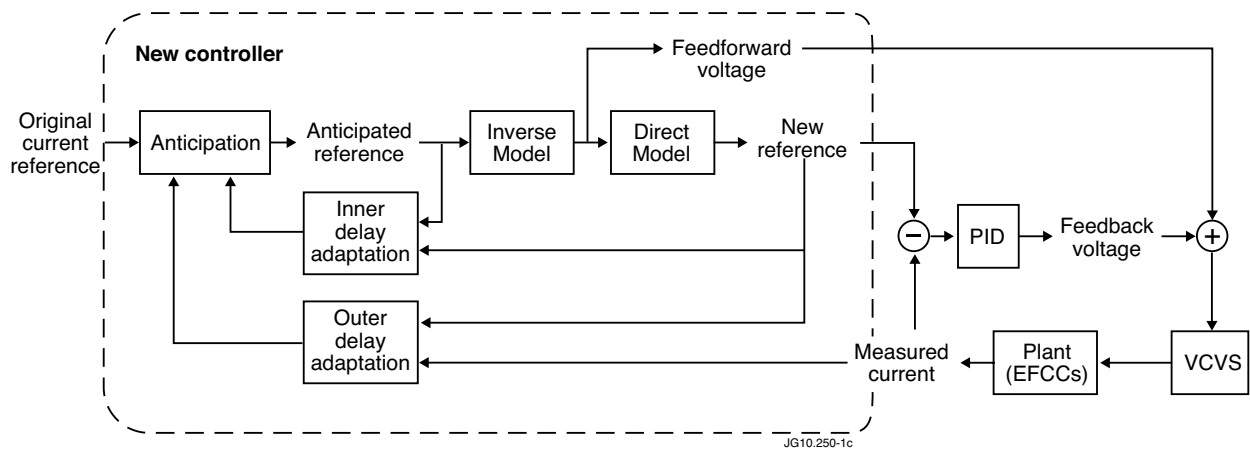 New controller
Feedforward
voltage
Original
current
reference
Anticipation
Anticipated
reference
Inverse
Model
Direct
Model
New
reference
Inner
delay
adaptation
−
PID
Feedback
voltage
+
Outer
delay
adaptation
Measured
current
Plant
(EFCCs)
VCVS
JG10.250-1c